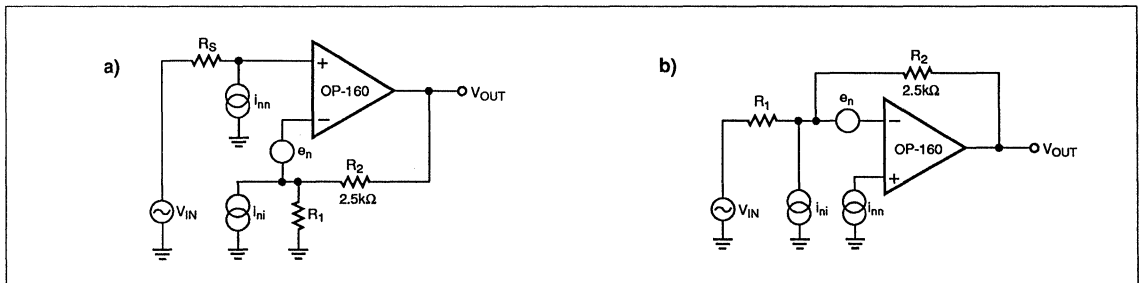 a)
R_S
i_nn
+
OP-160
−
V_OUT
e_n
R_2
2.5kΩ
i_ni
R_1
V_IN
b)
R_2
2.5kΩ
R_1
e_n
−
OP-160
+
V_OUT
V_IN
i_ni
i_nn